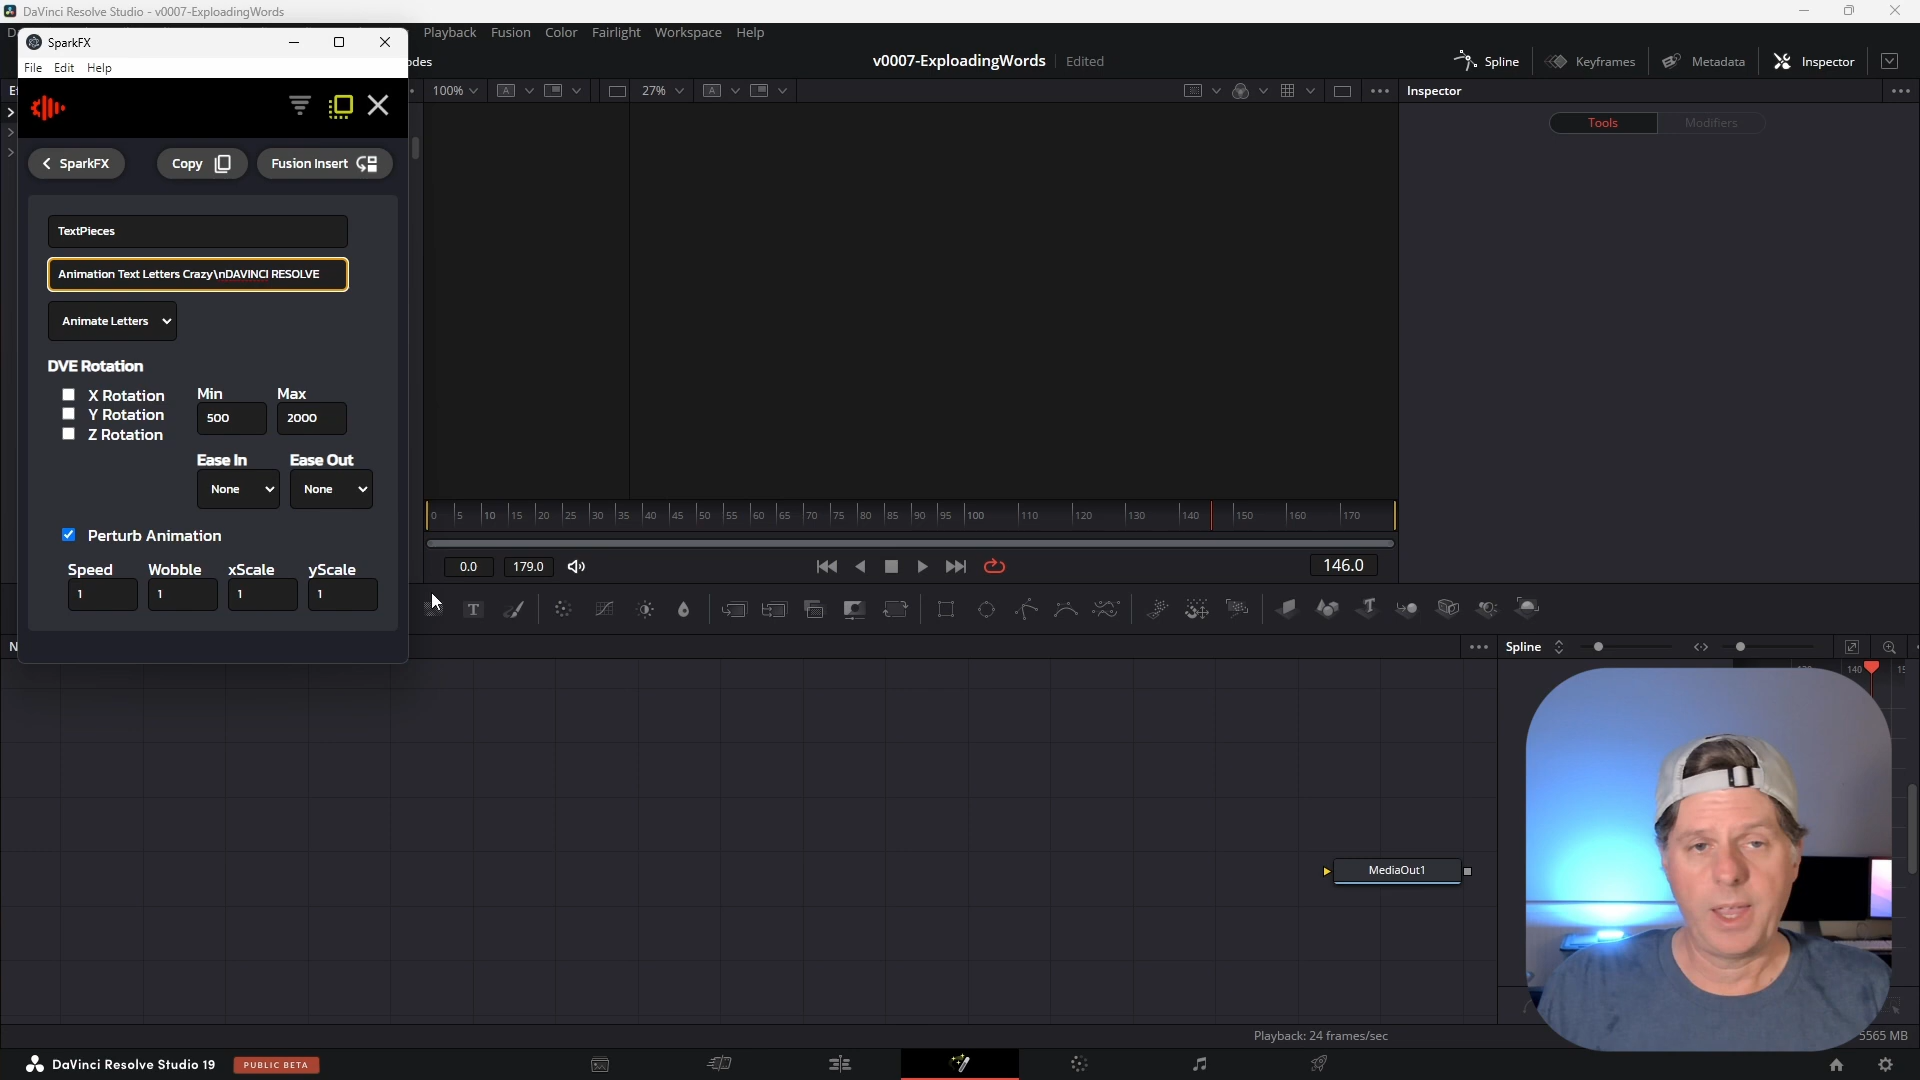 DaVinci Resolve Studio - v0007-ExploadingWords
SparkFX
Playback Fusion Color Fairlight Workspace Help
File Edit Help
odes
v0007-ExploadingWords Edited
Spline Keyframes Metadata Inspector
100% 27%
Inspector
Tools Modifiers
SparkFX Copy Fusion Insert
TextPieces
Animation Text Letters Crazy\nDAVINCI RESOLVE
Animate Letters
DVE Rotation
X Rotation
Y Rotation
Z Rotation
Min Max
500 2000
Ease In Ease Out
None None
Perturb Animation
Speed Wobble xScale yScale
1 1 1 1
0 5 10 15 20 25 30 35 40 45 50 55 60 65 70 75 80 85 90 95 100 110 120 130 140 150 160 170
0.0 179.0 146.0
T
N
Spline
140 15
MediaOut1
Playback: 24 frames/sec
5565 MB
DaVinci Resolve Studio 19 PUBLIC BETA